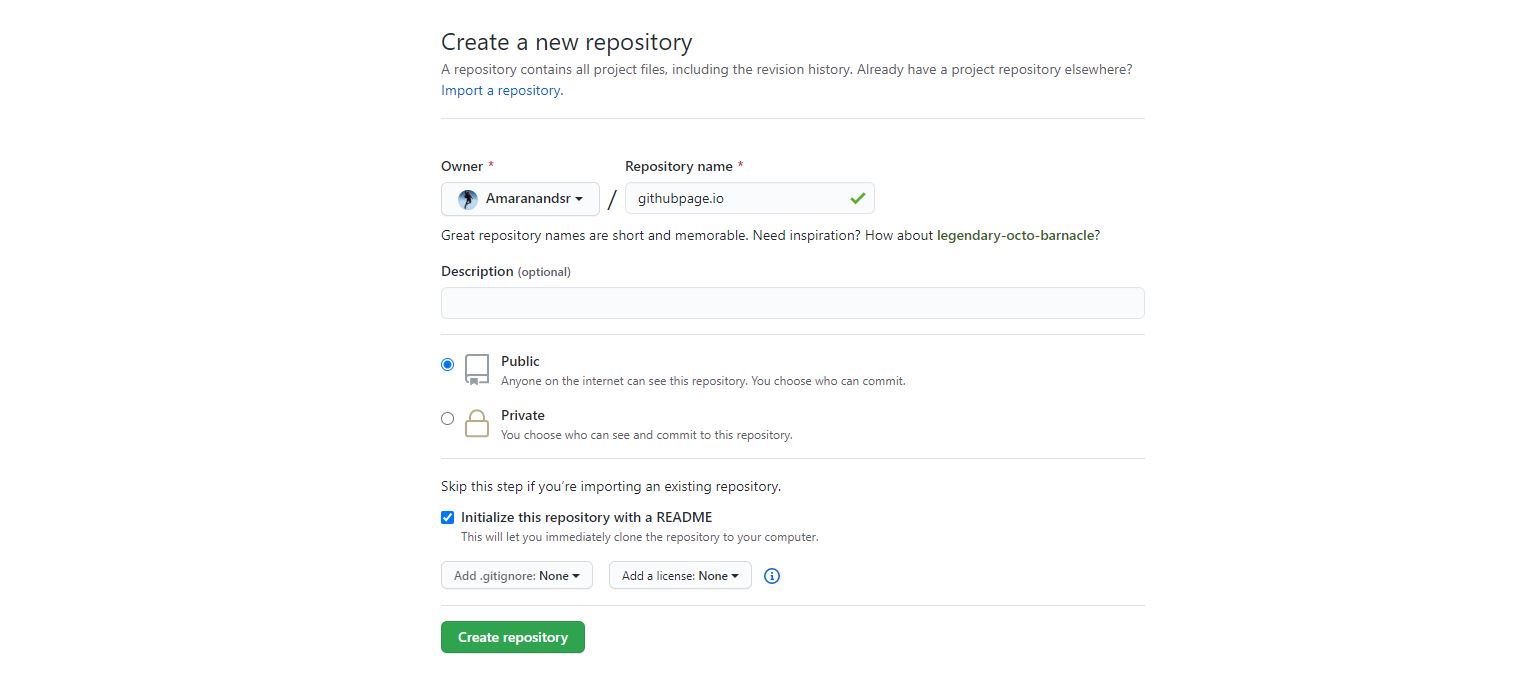 Create a new repository
A repository contains all project files, including the revision history. Already have a project repository elsewhere?
Import a repository.
Owner * Repository name *
Amaranandsr / githubpage.io
Great repository names are short and memorable. Need inspiration? How about legendary-octo-barnacle?
Description (optional)
Public
Anyone on the internet can see this repository. You choose who can commit.
Private
You choose who can see and commit to this repository.
Skip this step if you're importing an existing repository.
Initialize this repository with a README
This will let you immediately clone the repository to your computer.
Add .gitignore: None Add a license: None
Create repository